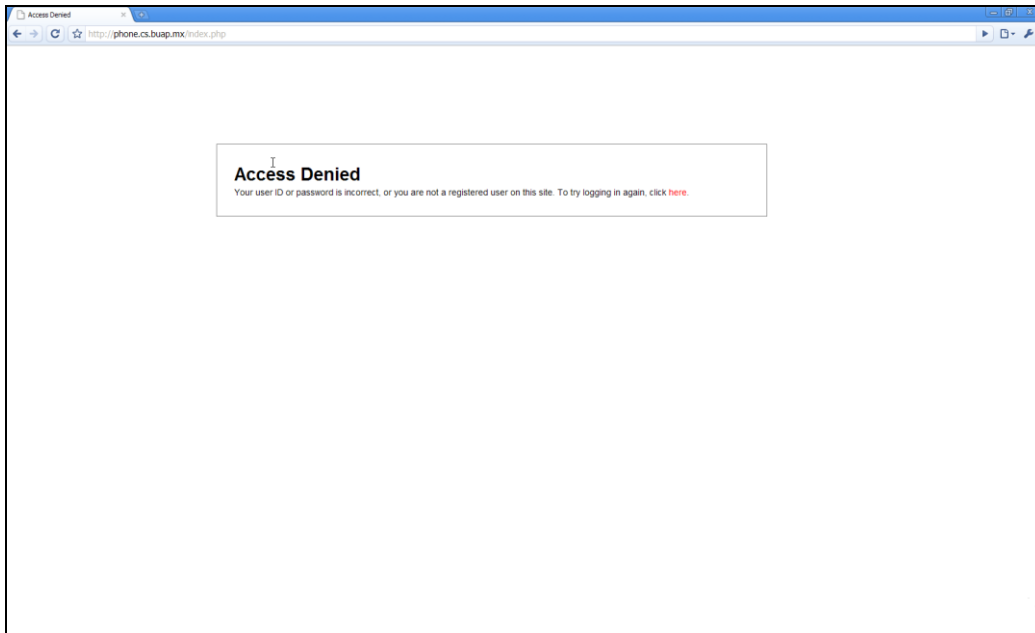 Access Denied
http://phone.cs.buap.mx/index.php
Access Denied
Your user ID or password is incorrect, or you are not a registered user on this site. To try logging in again, click here.